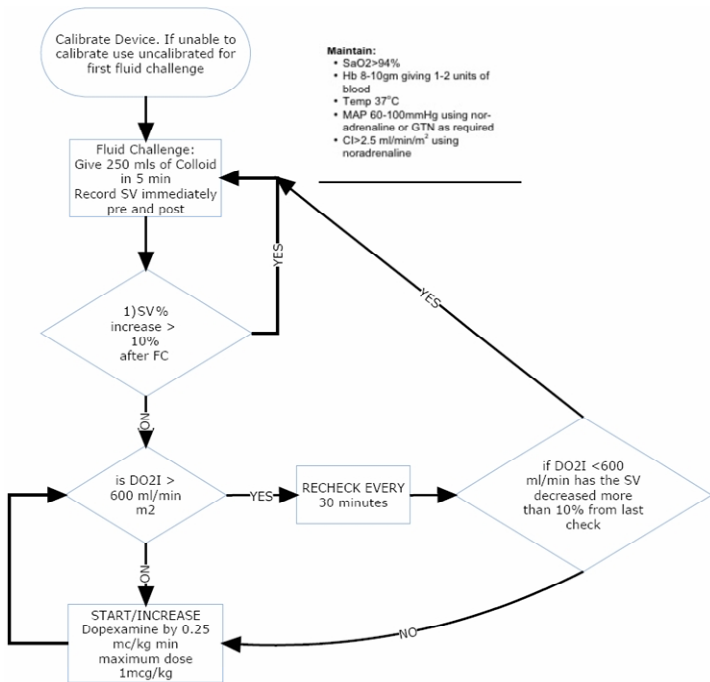 Calibrate Device. If unable to
calibrate use uncalibrated for
first fluid challenge
Maintain:
• SaO2>94%
• Hb 8-10gm giving 1-2 units of
blood
• Temp 37°C
• MAP 60-100mmHg using nor-
adrenaline or GTN as required
• CI>2.5 ml/min/m² using
noradrenaline
Fluid Challenge:
Give 250 mls of Colloid
in 5 min
Record SV immediately
pre and post
YES
YES
1)SV%
increase >
10%
after FC
NO
is DO2I >
600 ml/min
m2
YES
RECHECK EVERY
30 minutes
if DO2I <600
ml/min has the SV
decreased more
than 10% from last
check
NO
NO
START/INCREASE
Dopexamine by 0.25
mc/kg min
maximum dose
1mcg/kg